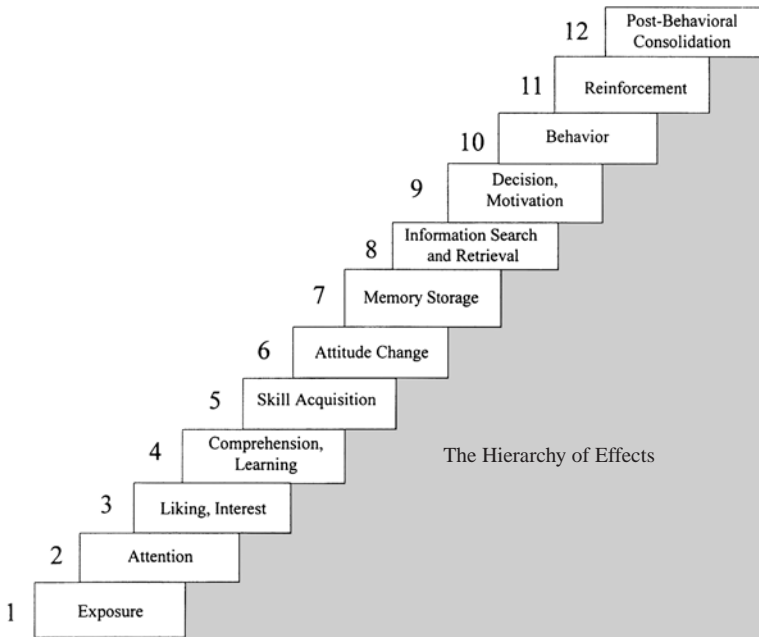 12
Post-Behavioral
Consolidation
11
Reinforcement
10
Behavior
9
Decision,
Motivation
8
Information Search
and Retrieval
7
Memory Storage
6
Attitude Change
5
Skill Acquisition
4
Comprehension,
Learning
The Hierarchy of Effects
3
Liking, Interest
2
Attention
1
Exposure